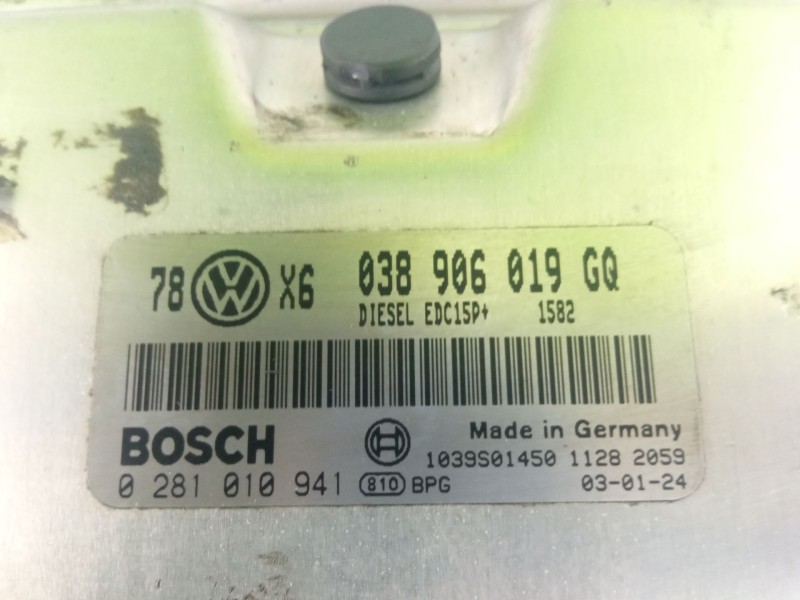 78 VW X6 038 906 019 GQ
DIESEL EDC15P+ 1582
BOSCH Made in Germany
1039S01450 1128 2059
0 281 010 941 810 BPG 03-01-24